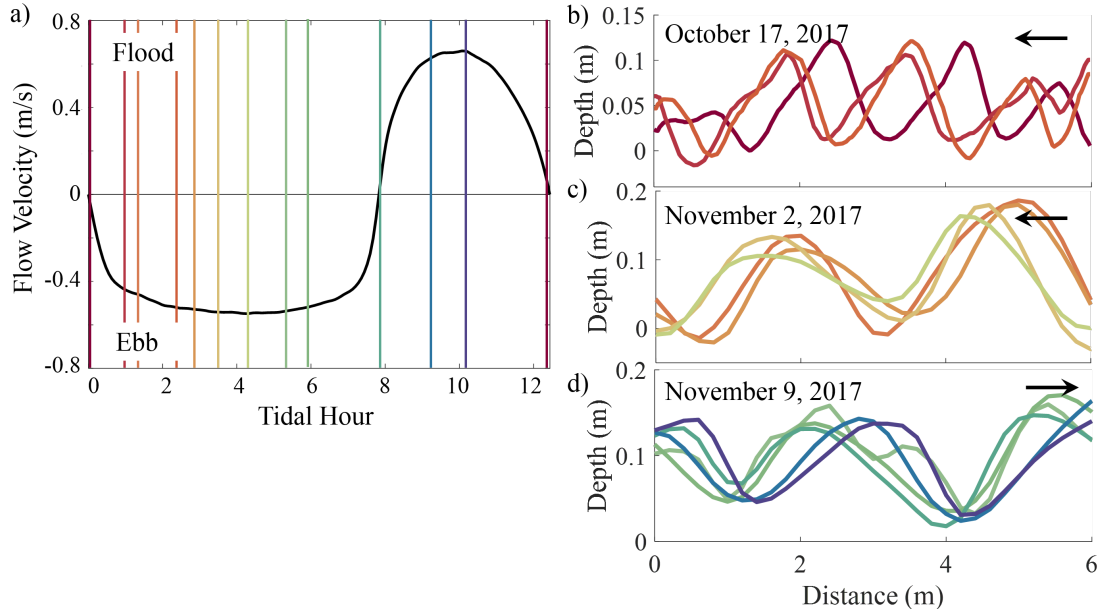 a)
0.8
0.4
0
-0.4
-0.8
Flow Velocity (m/s)
Flood
Ebb
0 2 4 6 8 10 12
Tidal Hour
b)
0.15
0.1
0.05
0
Depth (m)
October 17, 2017
c)
0.2
0.1
0
Depth (m)
November 2, 2017
d)
0.2
0.1
0
Depth (m)
November 9, 2017
0 2 4 6
Distance (m)